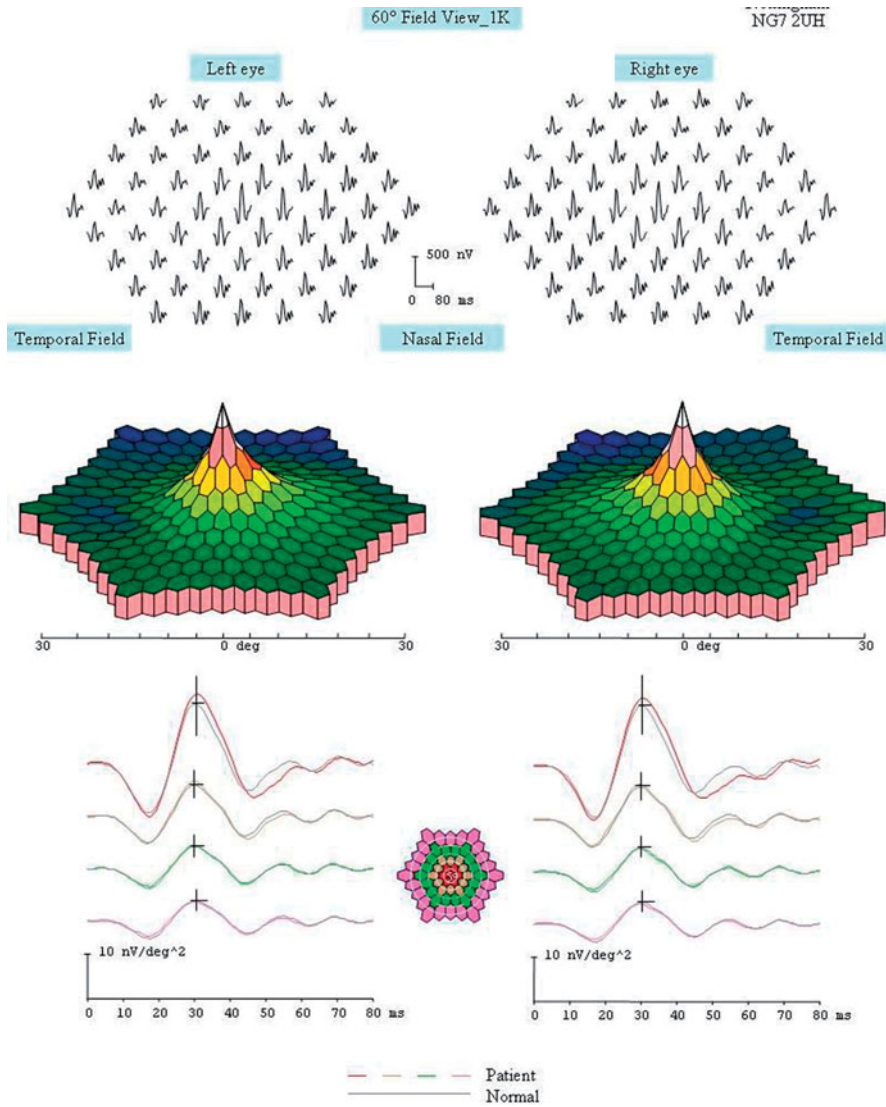 60° Field View_1K
NG7 2UH
Left eye
Right eye
500 nV
0 80 ms
Temporal Field
Nasal Field
Temporal Field
30 0 deg 30
30 0 deg 30
10 nV/deg^2
10 nV/deg^2
0 10 20 30 40 50 60 70 80 ms
0 10 20 30 40 50 60 70 80 ms
Patient
Normal